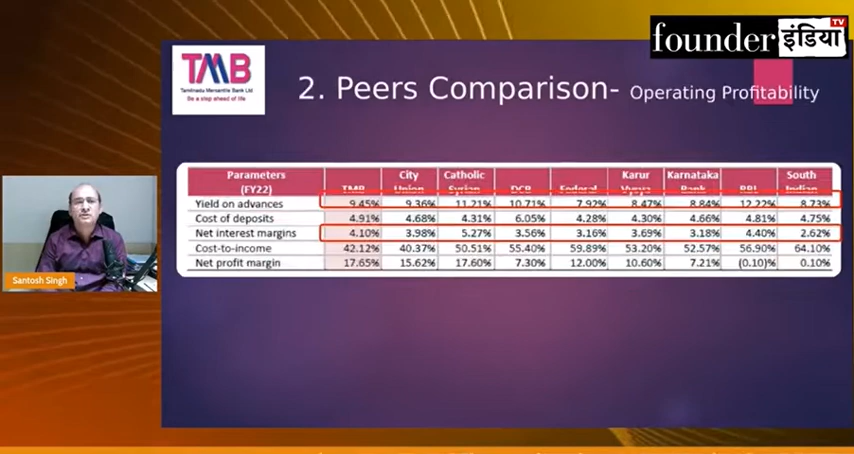 founder इंडिया TV
TMB
Tamilnadu Mercantile Bank Ltd
Be a step ahead of life
2. Peers Comparison- Operating Profitability
Parameters (FY22) TMB City Union Catholic Syrian DCB Federal Karur Vysya Karnataka Bank RBL South Indian
Yield on advances 9.45% 9.36% 11.21% 10.71% 7.92% 8.47% 8.84% 12.22% 8.73%
Cost of deposits 4.91% 4.68% 4.31% 6.05% 4.28% 4.30% 4.66% 4.81% 4.75%
Net interest margins 4.10% 3.98% 5.27% 3.56% 3.16% 3.69% 3.18% 4.40% 2.62%
Cost-to-income 42.12% 40.37% 50.51% 55.40% 59.89% 53.20% 52.57% 56.90% 64.10%
Net profit margin 17.65% 15.62% 17.60% 7.30% 12.00% 10.60% 7.21% (0.10)% 0.10%
Santosh Singh